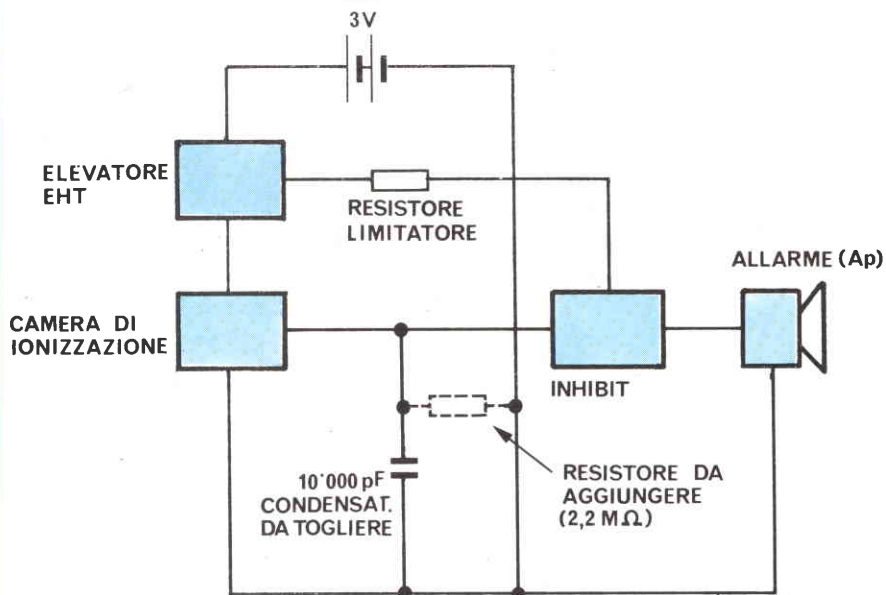 3V
ELEVATORE
EHT
RESISTORE
LIMITATORE
ALLARME (Ap)
CAMERA DI
IONIZZAZIONE
INHIBIT
10'000 pF
CONDENSAT.
DA TOGLIERE
RESISTORE DA
AGGIUNGERE
(2,2 MΩ)